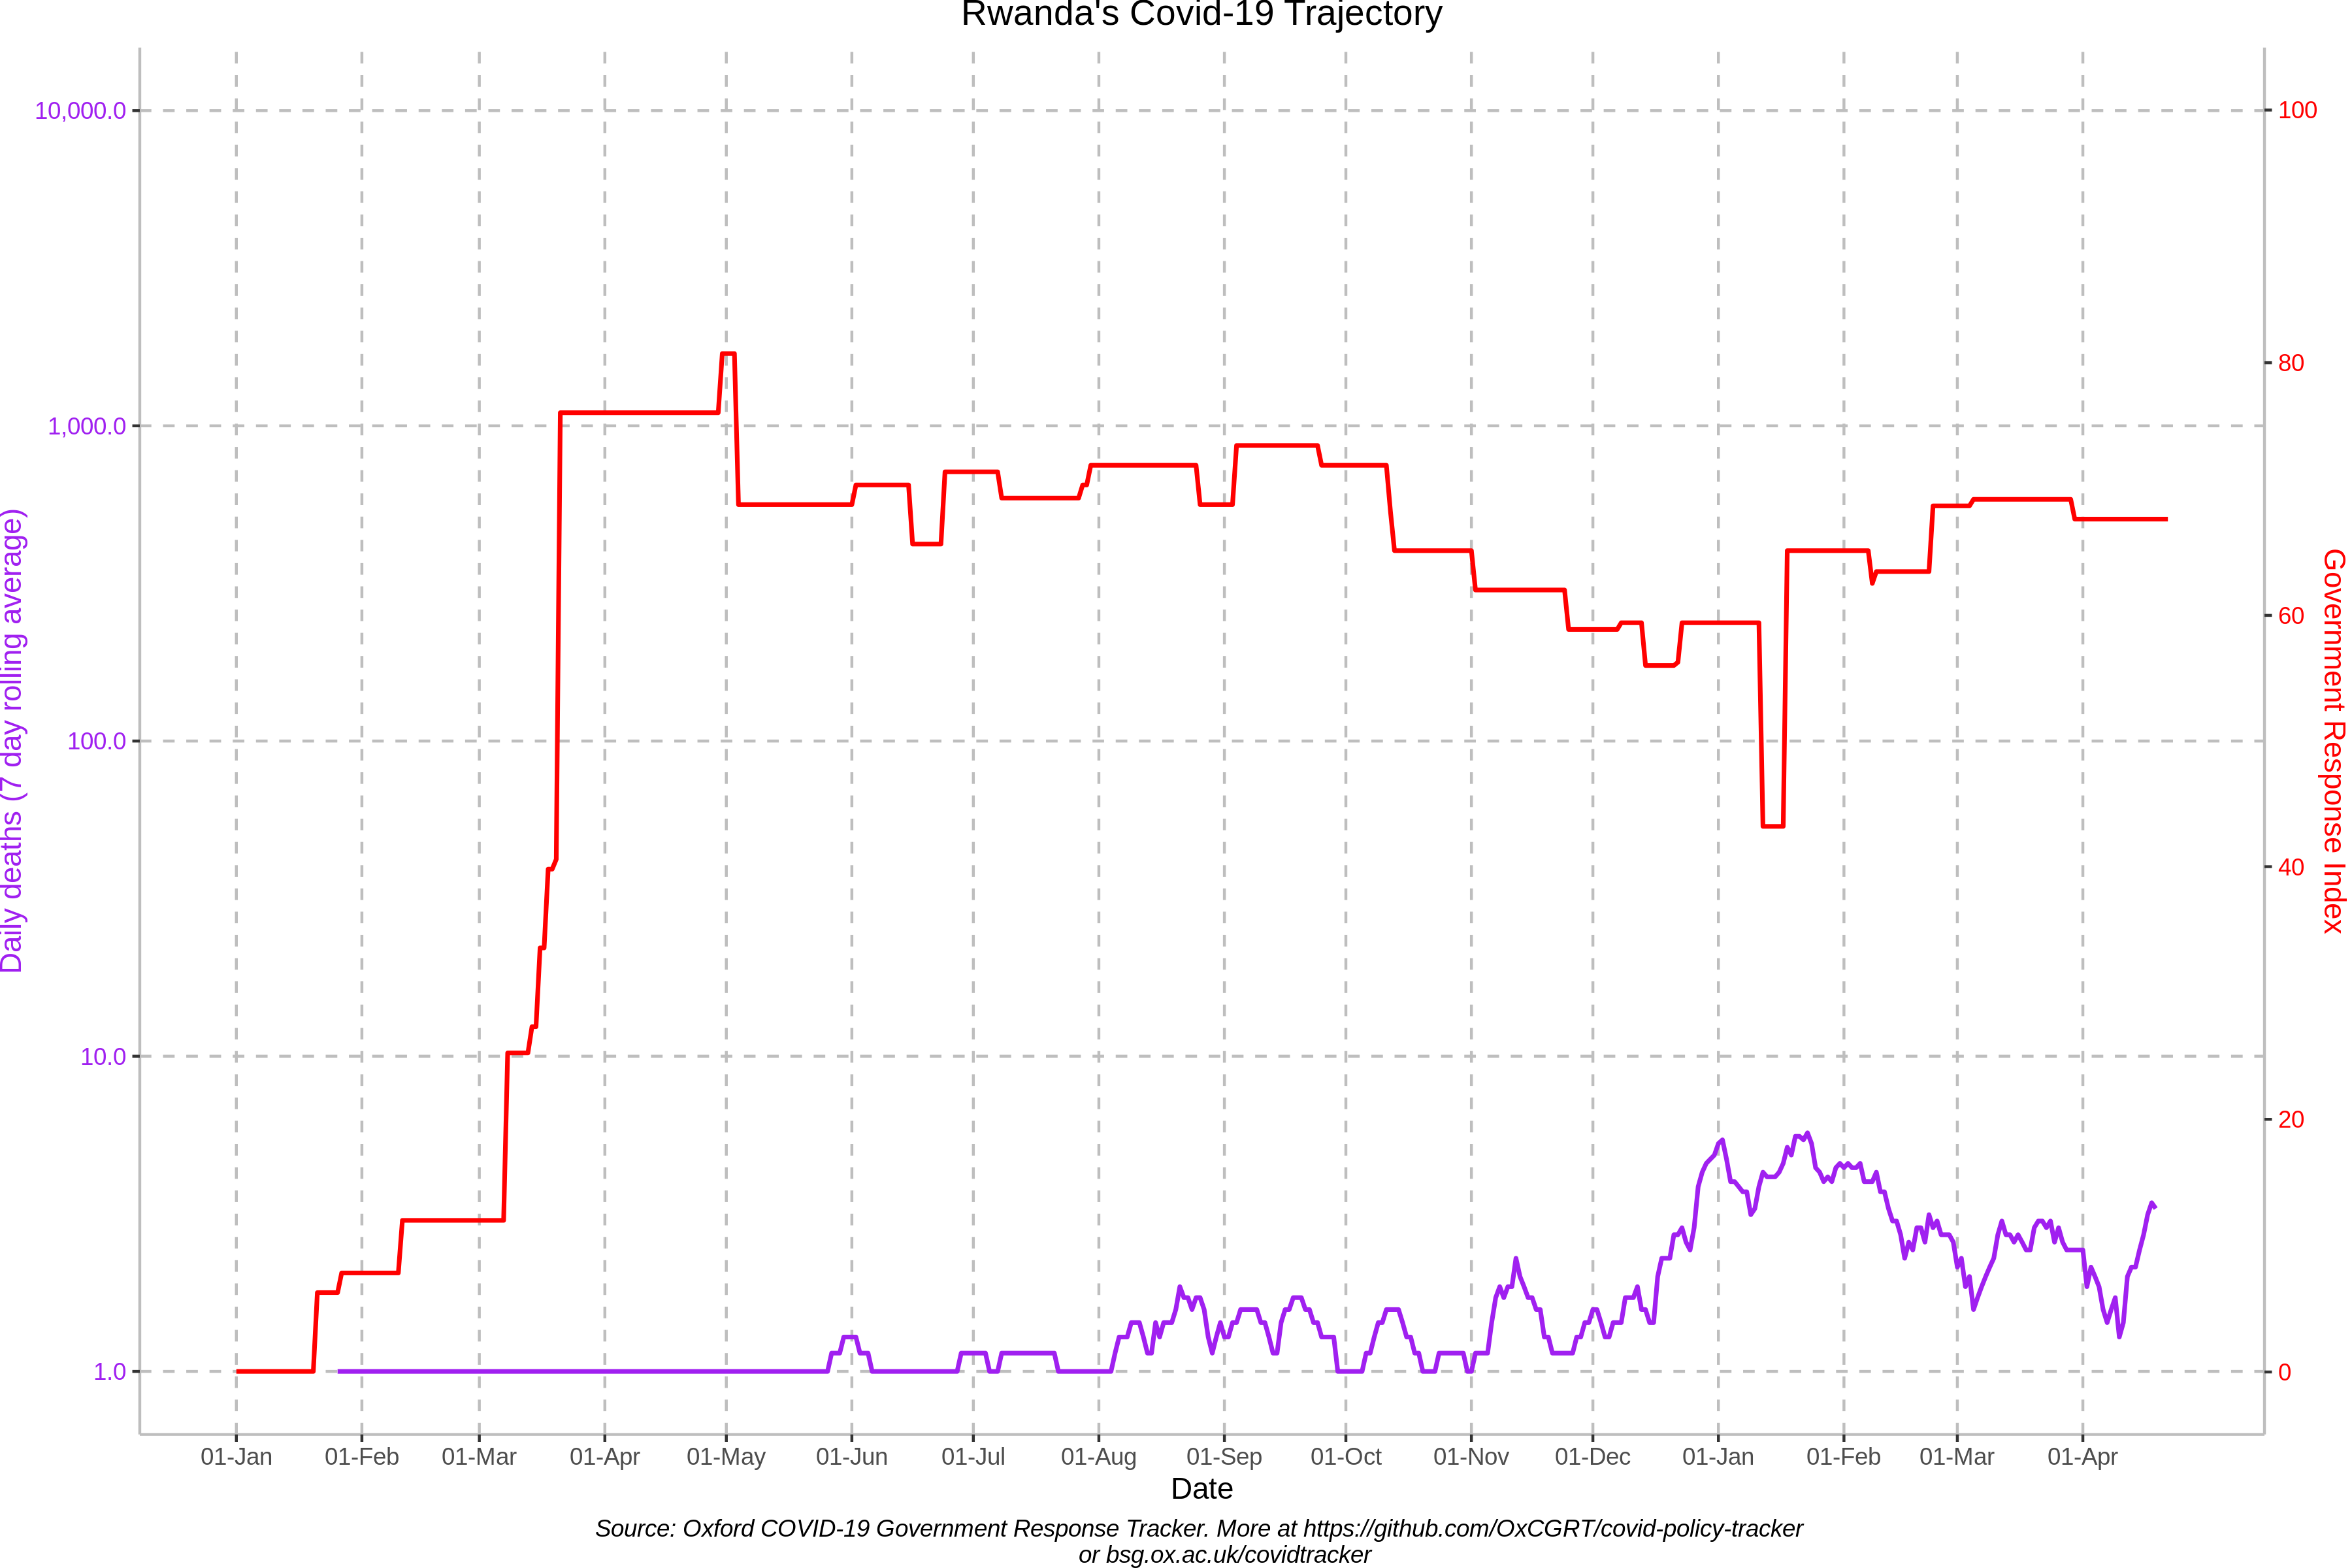 Rwanda's Covid-19 Trajectory
10,000.0
1,000.0
100.0
10.0
1.0
Daily deaths (7 day rolling average)
100
80
60
40
20
0
Government Response Index
01-Jan 01-Feb 01-Mar 01-Apr 01-May 01-Jun 01-Jul 01-Aug 01-Sep 01-Oct 01-Nov 01-Dec 01-Jan 01-Feb 01-Mar 01-Apr
Date
Source: Oxford COVID-19 Government Response Tracker. More at https://github.com/OxCGRT/covid-policy-tracker
or bsg.ox.ac.uk/covidtracker